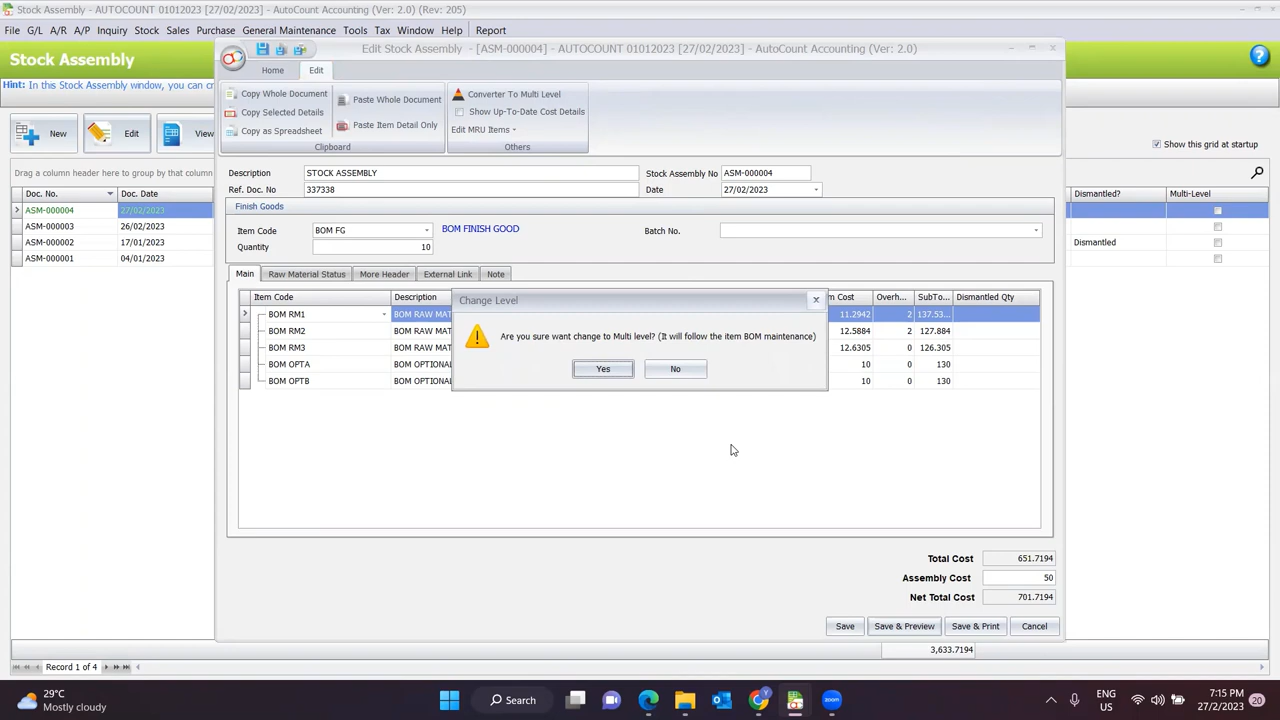 Stock Assembly - AUTOCOUNT 01012023 [27/02/2023] - AutoCount Accounting (Ver: 2.0) (Rev: 205)
File G/L A/R A/P Inquiry Stock Sales Purchase General Maintenance Tools Tax Window Help Report
Stock Assembly
Hint: In this Stock Assembly window, you can cr
New Edit View
Show this grid at startup
Drag a column header here to group by that column
Doc. No. Doc. Date Dismantled? Multi-Level
ASM-000004 27/02/2023
ASM-000003 26/02/2023
ASM-000002 17/01/2023 Dismantled
ASM-000001 04/01/2023
Edit Stock Assembly - [ASM-000004] - AUTOCOUNT 01012023 [27/02/2023] - AutoCount Accounting (Ver: 2.0)
Home Edit
Copy Whole Document Paste Whole Document Converter To Multi Level
Copy Selected Details Show Up-To-Date Cost Details
Copy as Spreadsheet Paste Item Detail Only Edit MRU Items
Clipboard Others
Description STOCK ASSEMBLY Stock Assembly No ASM-000004
Ref. Doc. No 337338 Date 27/02/2023
Finish Goods
Item Code BOM FG BOM FINISH GOOD Batch No.
Quantity 10
Main Raw Material Status More Header External Link Note
Item Code Description m Cost Overh... SubTo... Dismantled Qty
BOM RM1 BOM RAW MAT 11.2942 2 137.53...
BOM RM2 BOM RAW MAT 12.5884 2 127.884
BOM RM3 BOM RAW MAT 12.6305 0 126.305
BOM OPTA BOM OPTIONAL 10 0 130
BOM OPTB BOM OPTIONAL 10 0 130
Change Level
Are you sure want change to Multi level? (It will follow the item BOM maintenance)
Yes No
Total Cost 651.7194
Assembly Cost 50
Net Total Cost 701.7194
Save Save & Preview Save & Print Cancel
3,633.7194
Record 1 of 4
29°C
Mostly cloudy
Search
ENG
US
7:15 PM
27/2/2023
20